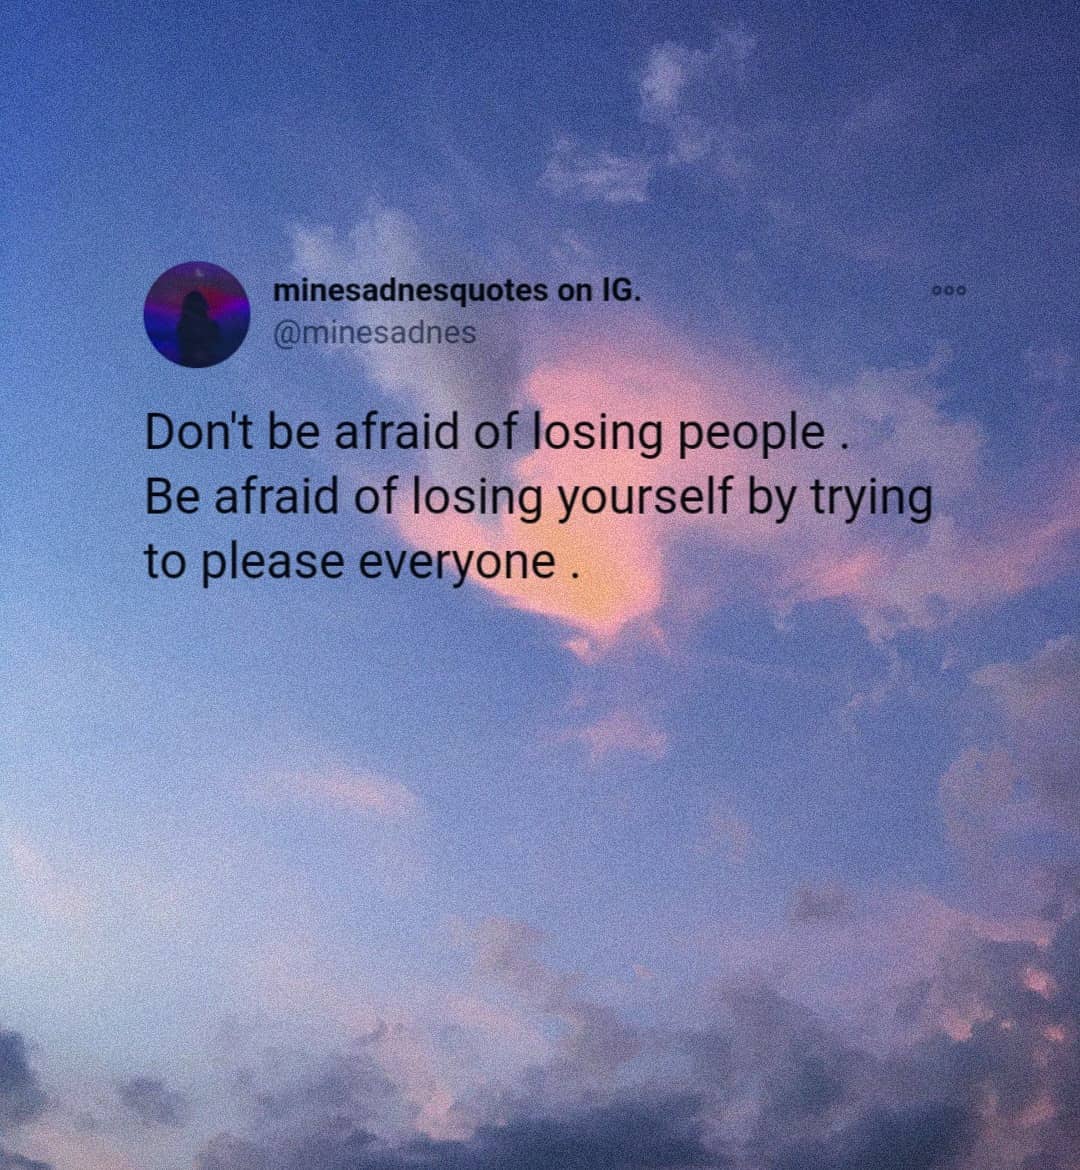 minesadnesquotes on IG.
@minesadnes
Don't be afraid of losing people .
Be afraid of losing yourself by trying
to please everyone .